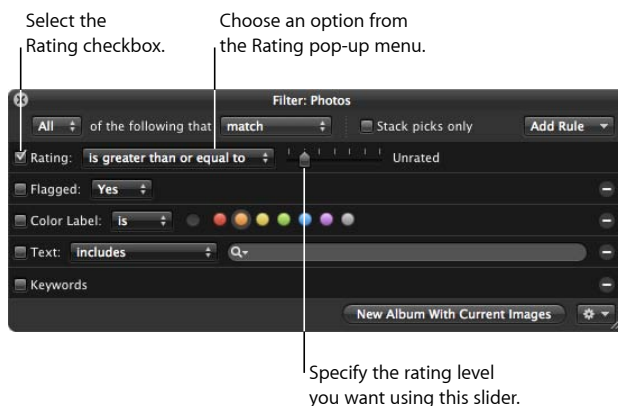 Select the
Rating checkbox.
Choose an option from
the Rating pop-up menu.
Filter: Photos
All of the following that match Stack picks only Add Rule
Rating: is greater than or equal to Unrated
Flagged: Yes
Color Label: is
Text: includes
Keywords
New Album With Current Images
Specify the rating level
you want using this slider.